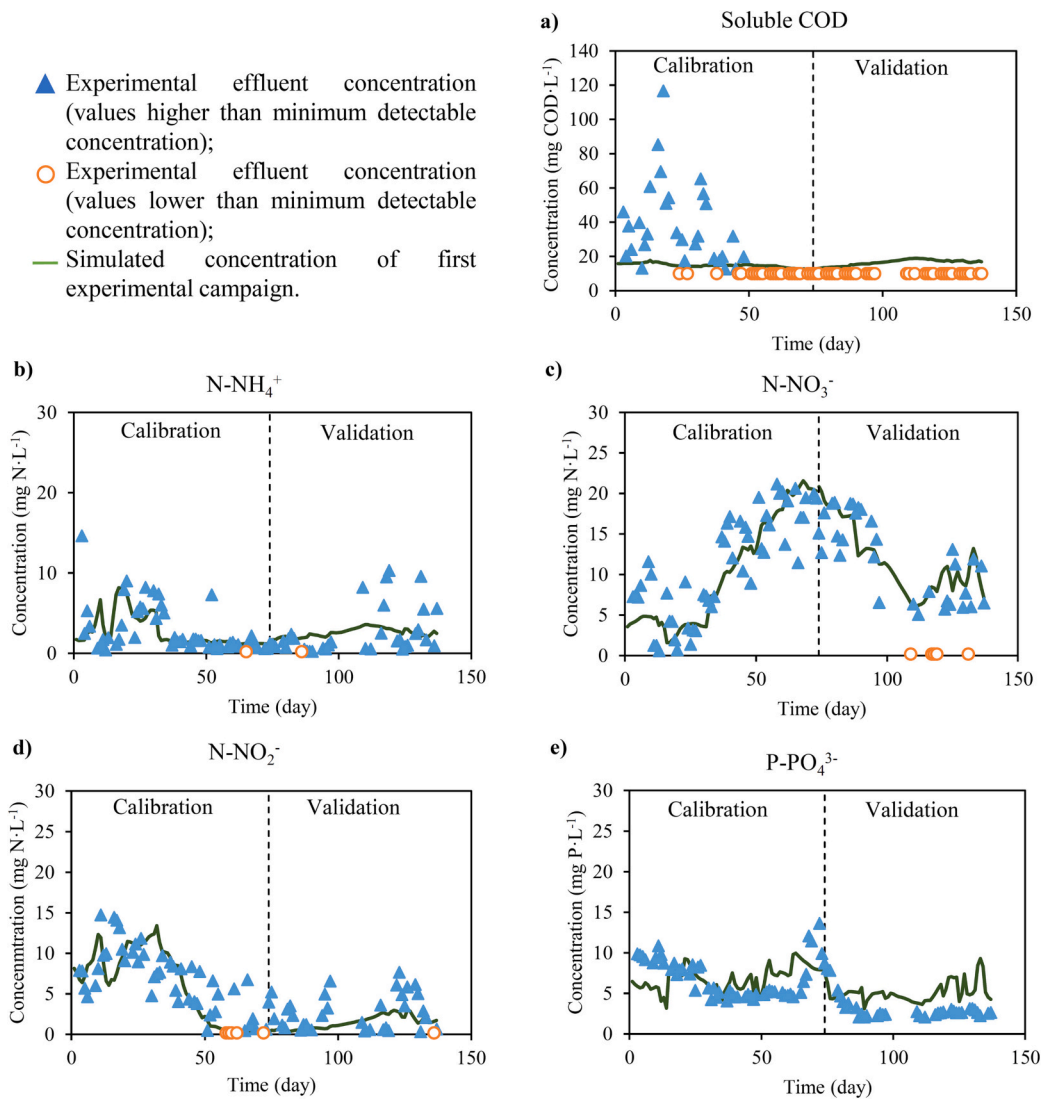 a)
Soluble COD
Experimental effluent concentration
(values higher than minimum detectable
concentration);
Experimental effluent concentration
(values lower than minimum detectable
concentration);
Simulated concentration of first
experimental campaign.
Concentration (mg COD·L⁻¹)
140
120
100
80
60
40
20
0
Calibration
Validation
0
50
100
150
Time (day)
b)
N-NH₄⁺
Concentration (mg N·L⁻¹)
30
20
10
0
Calibration
Validation
0
50
100
150
Time (day)
c)
N-NO₃⁻
Concentration (mg N·L⁻¹)
30
25
20
15
10
5
0
Calibration
Validation
0
50
100
150
Time (day)
d)
N-NO₂⁻
Concenmtration (mg N·L⁻¹)
30
25
20
15
10
5
0
Calibration
Validation
0
50
100
150
Time (day)
e)
P-PO₄³⁻
Concentration (mg P·L⁻¹)
30
25
20
15
10
5
0
Calibration
Validation
0
50
100
150
Time (day)